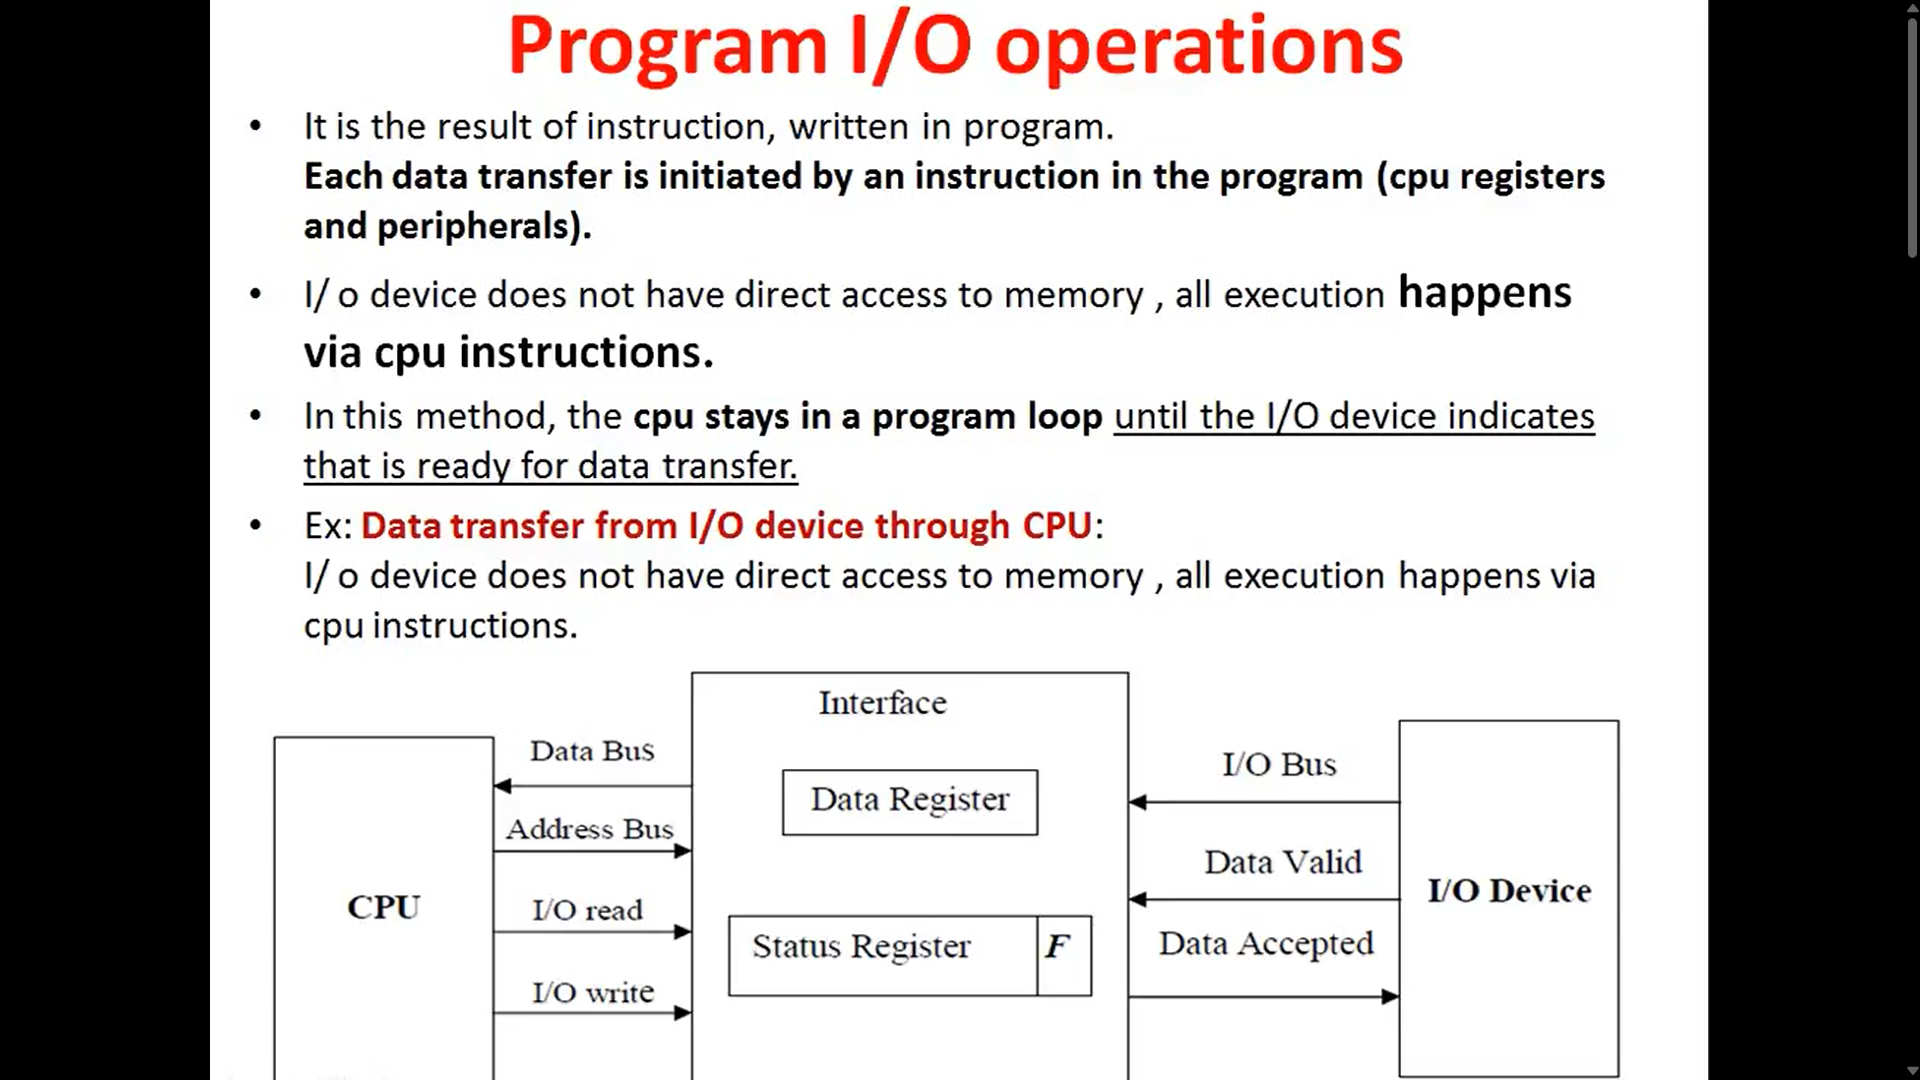 Program I/O operations
• It is the result of instruction, written in program.
Each data transfer is initiated by an instruction in the program (cpu registers
and peripherals).
• I/ o device does not have direct access to memory , all execution happens
via cpu instructions.
• In this method, the cpu stays in a program loop until the I/O device indicates
that is ready for data transfer.
• Ex: Data transfer from I/O device through CPU:
I/ o device does not have direct access to memory , all execution happens via
cpu instructions.
Interface
Data Bus
I/O Bus
Data Register
Address Bus
Data Valid
CPU
I/O Device
I/O read
Status Register F
Data Accepted
I/O write